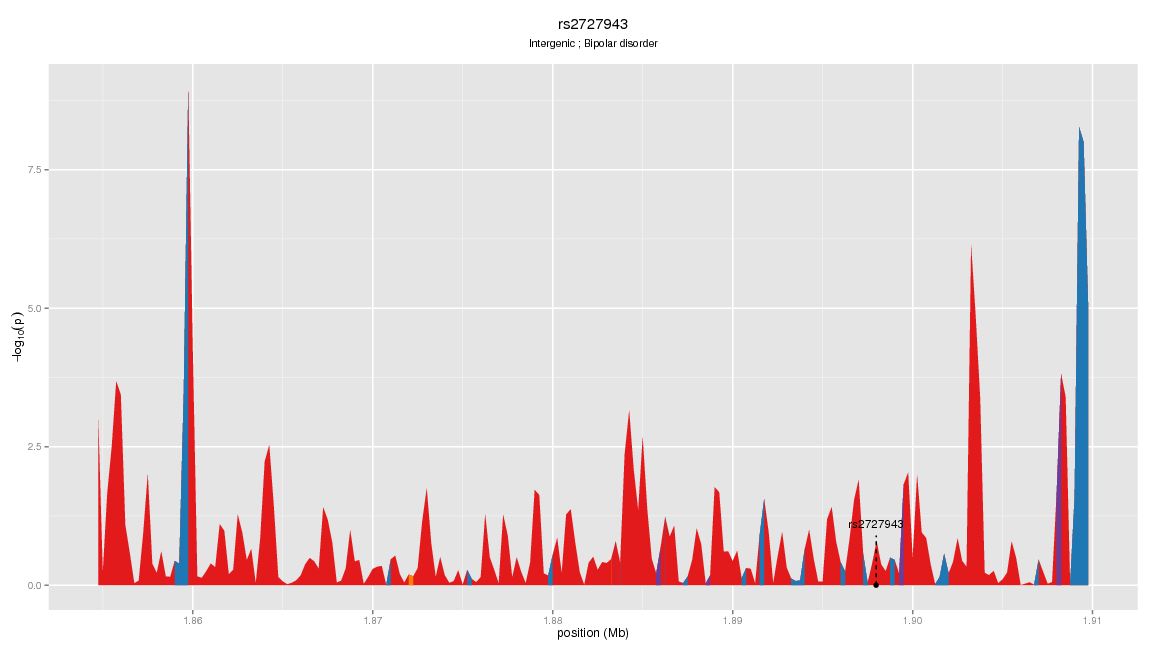 rs2727943
Intergenic ; Bipolar disorder
−log10(p)
7.5
5.0
2.5
0.0
rs2727943
1.86
1.87
1.88
1.89
1.90
1.91
position (Mb)